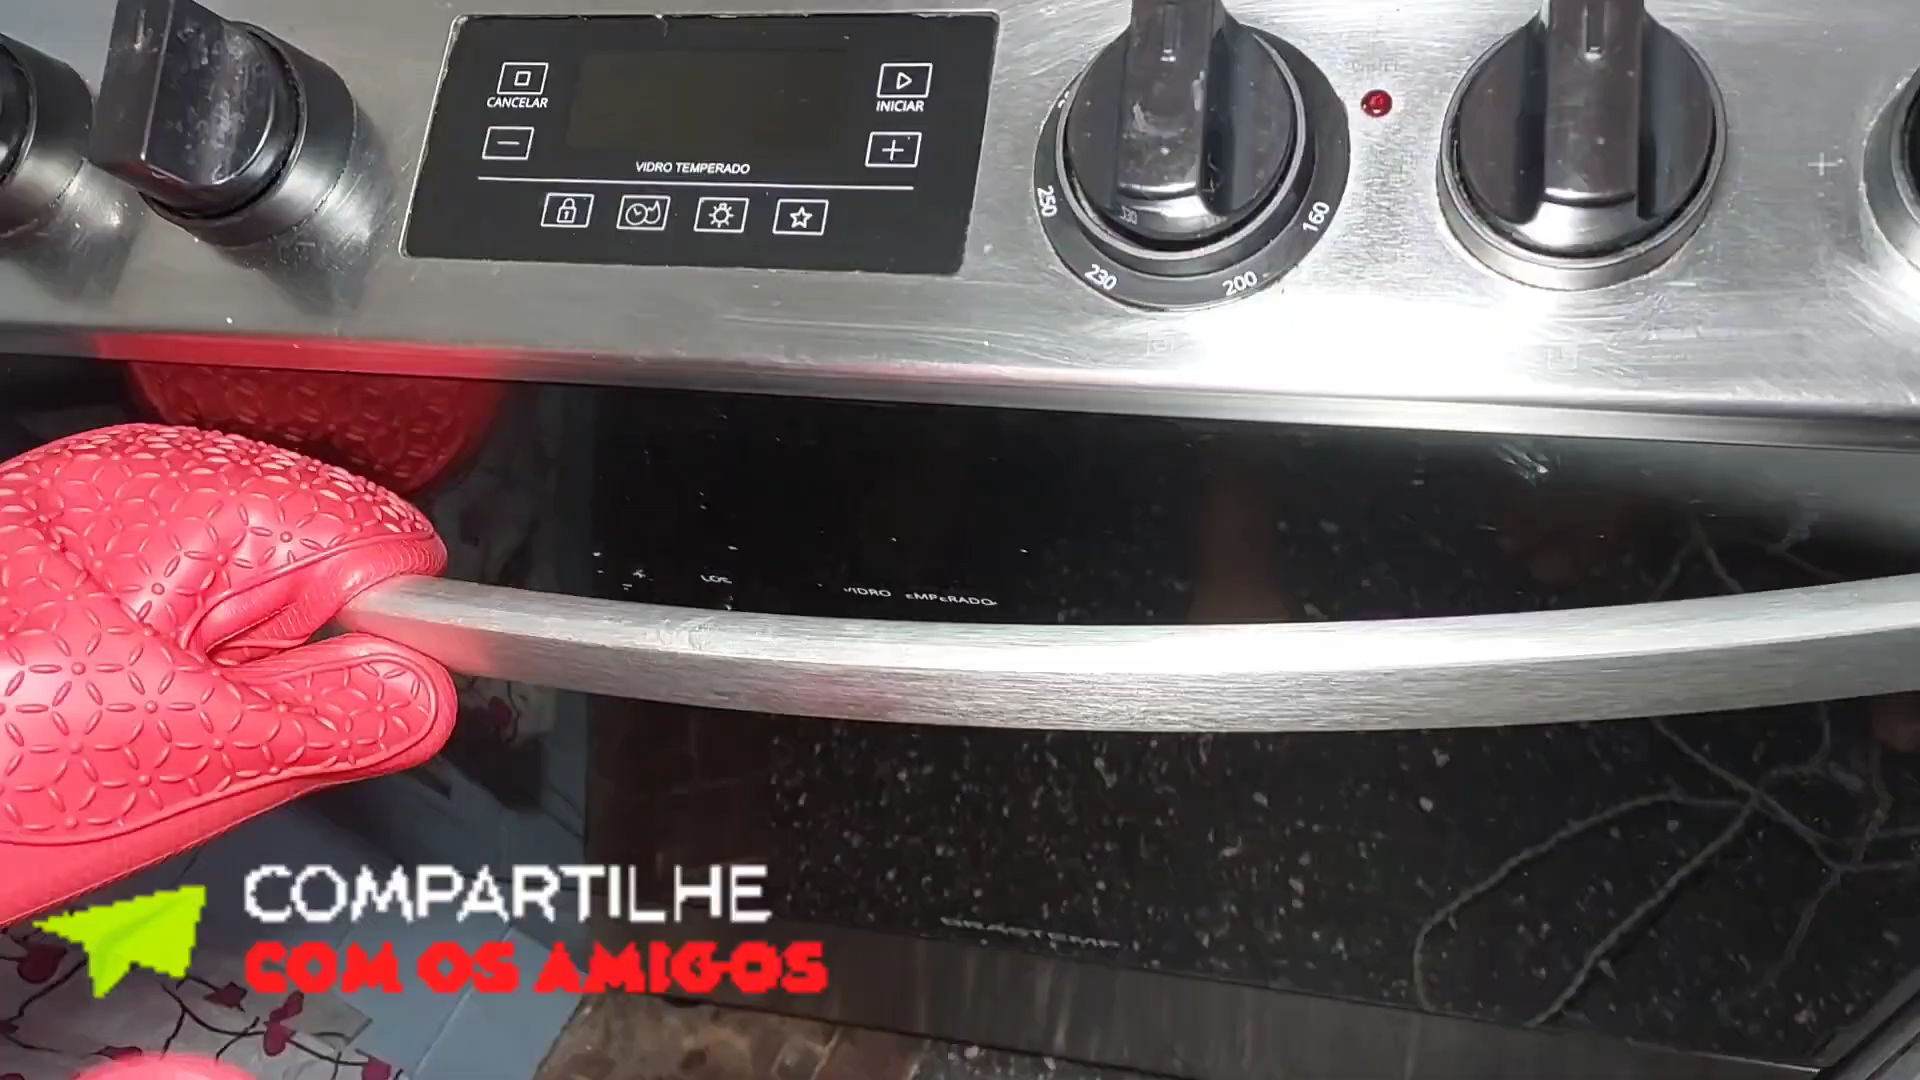 CANCELAR
INICIAR
VIDRO TEMPERADO
250
230
200
160
COMPARTILHE
COM OS AMIGOS